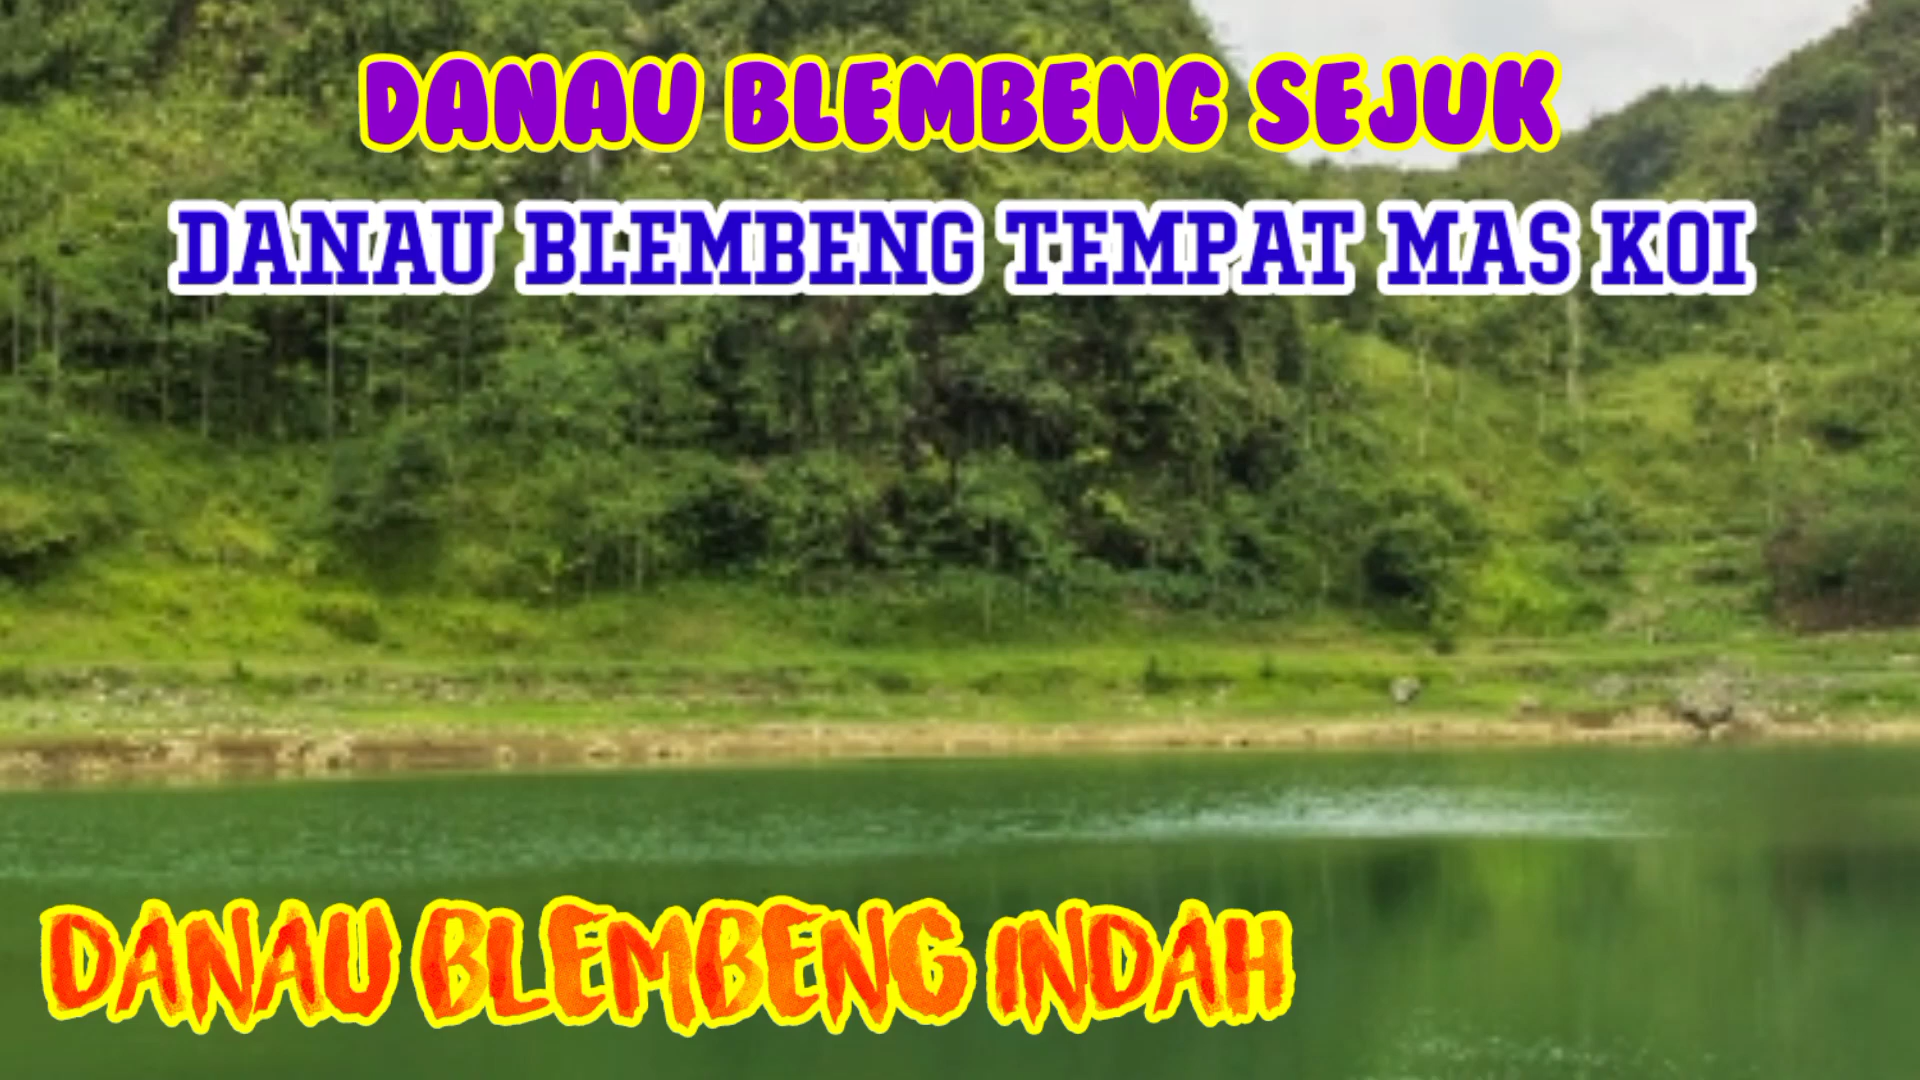 DANAU BLEMBENG SEJUK
DANAU BLEMBENG TEMPAT MAS KOI
DANAU BLEMBENG INDAH